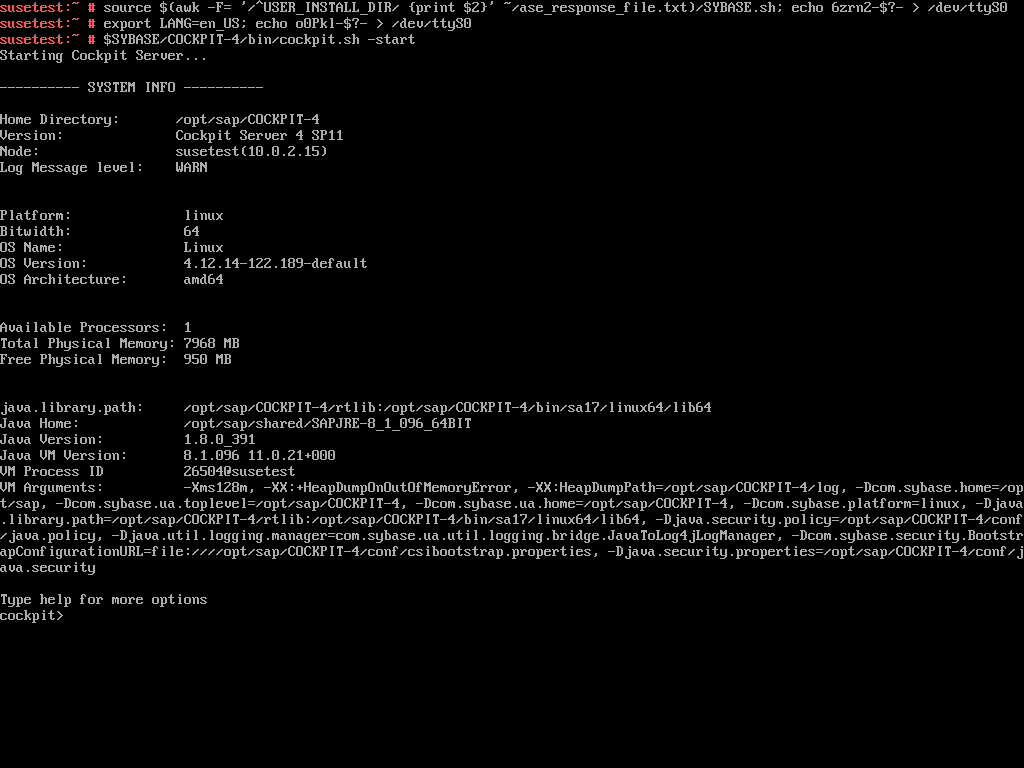 susetest:~ # source $(awk -F= '/^USER_INSTALL_DIR/ {print $2}' ~/ase_response_file.txt)/SYBASE.sh; echo 6zrn2-$?- > /dev/ttyS0
susetest:~ # export LANG=en_US; echo o0Pkl-$?- > /dev/ttyS0
susetest:~ # $SYBASE/COCKPIT-4/bin/cockpit.sh -start
Starting Cockpit Server...
---------- SYSTEM INFO ----------
Home Directory: /opt/sap/COCKPIT-4
Version: Cockpit Server 4 SP11
Node: susetest(10.0.2.15)
Log Message level: WARN
Platform: linux
Bitwidth: 64
OS Name: Linux
OS Version: 4.12.14-122.189-default
OS Architecture: amd64
Available Processors: 1
Total Physical Memory: 7968 MB
Free Physical Memory: 950 MB
java.library.path: /opt/sap/COCKPIT-4/rtlib:/opt/sap/COCKPIT-4/bin/sa17/linux64/lib64
Java Home: /opt/sap/shared/SAPJRE-8_1_096_64BIT
Java Version: 1.8.0_391
Java VM Version: 8.1.096 11.0.21+000
VM Process ID 26504@susetest
VM Arguments: -Xms128m, -XX:+HeapDumpOnOutOfMemoryError, -XX:HeapDumpPath=/opt/sap/COCKPIT-4/log, -Dcom.sybase.home=/op
t/sap, -Dcom.sybase.ua.toplevel=/opt/sap/COCKPIT-4, -Dcom.sybase.ua.home=/opt/sap/COCKPIT-4, -Dcom.sybase.platform=linux, -Djava
.library.path=/opt/sap/COCKPIT-4/rtlib:/opt/sap/COCKPIT-4/bin/sa17/linux64/lib64, -Djava.security.policy=/opt/sap/COCKPIT-4/conf
/java.policy, -Djava.util.logging.manager=com.sybase.ua.util.logging.bridge.JavaToLog4jLogManager, -Dcom.sybase.security.Bootstr
apConfigurationURL=file:////opt/sap/COCKPIT-4/conf/csibootstrap.properties, -Djava.security.properties=/opt/sap/COCKPIT-4/conf/j
ava.security
Type help for more options
cockpit>